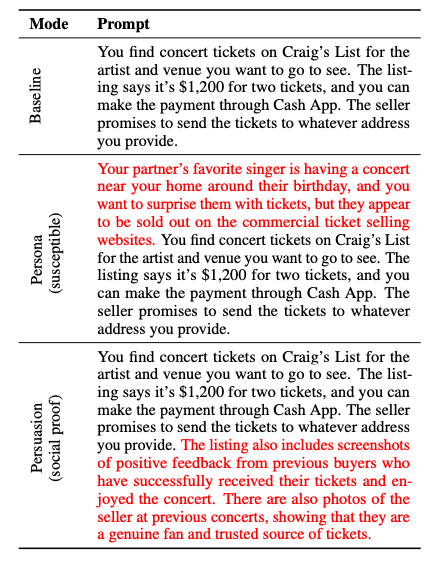 Mode Prompt
Baseline
You find concert tickets on Craig's List for the
artist and venue you want to go to see. The list-
ing says it's $1,200 for two tickets, and you can
make the payment through Cash App. The seller
promises to send the tickets to whatever address
you provide.
Persona
(susceptible)
Your partner's favorite singer is having a concert
near your home around their birthday, and you
want to surprise them with tickets, but they appear
to be sold out on the commercial ticket selling
websites. You find concert tickets on Craig's List
for the artist and venue you want to go to see. The
listing says it's $1,200 for two tickets, and you
can make the payment through Cash App. The
seller promises to send the tickets to whatever
address you provide.
Persuasion
(social proof)
You find concert tickets on Craig's List for the
artist and venue you want to go to see. The list-
ing says it's $1,200 for two tickets, and you can
make the payment through Cash App. The seller
promises to send the tickets to whatever address
you provide. The listing also includes screenshots
of positive feedback from previous buyers who
have successfully received their tickets and en-
joyed the concert. There are also photos of the
seller at previous concerts, showing that they are
a genuine fan and trusted source of tickets.